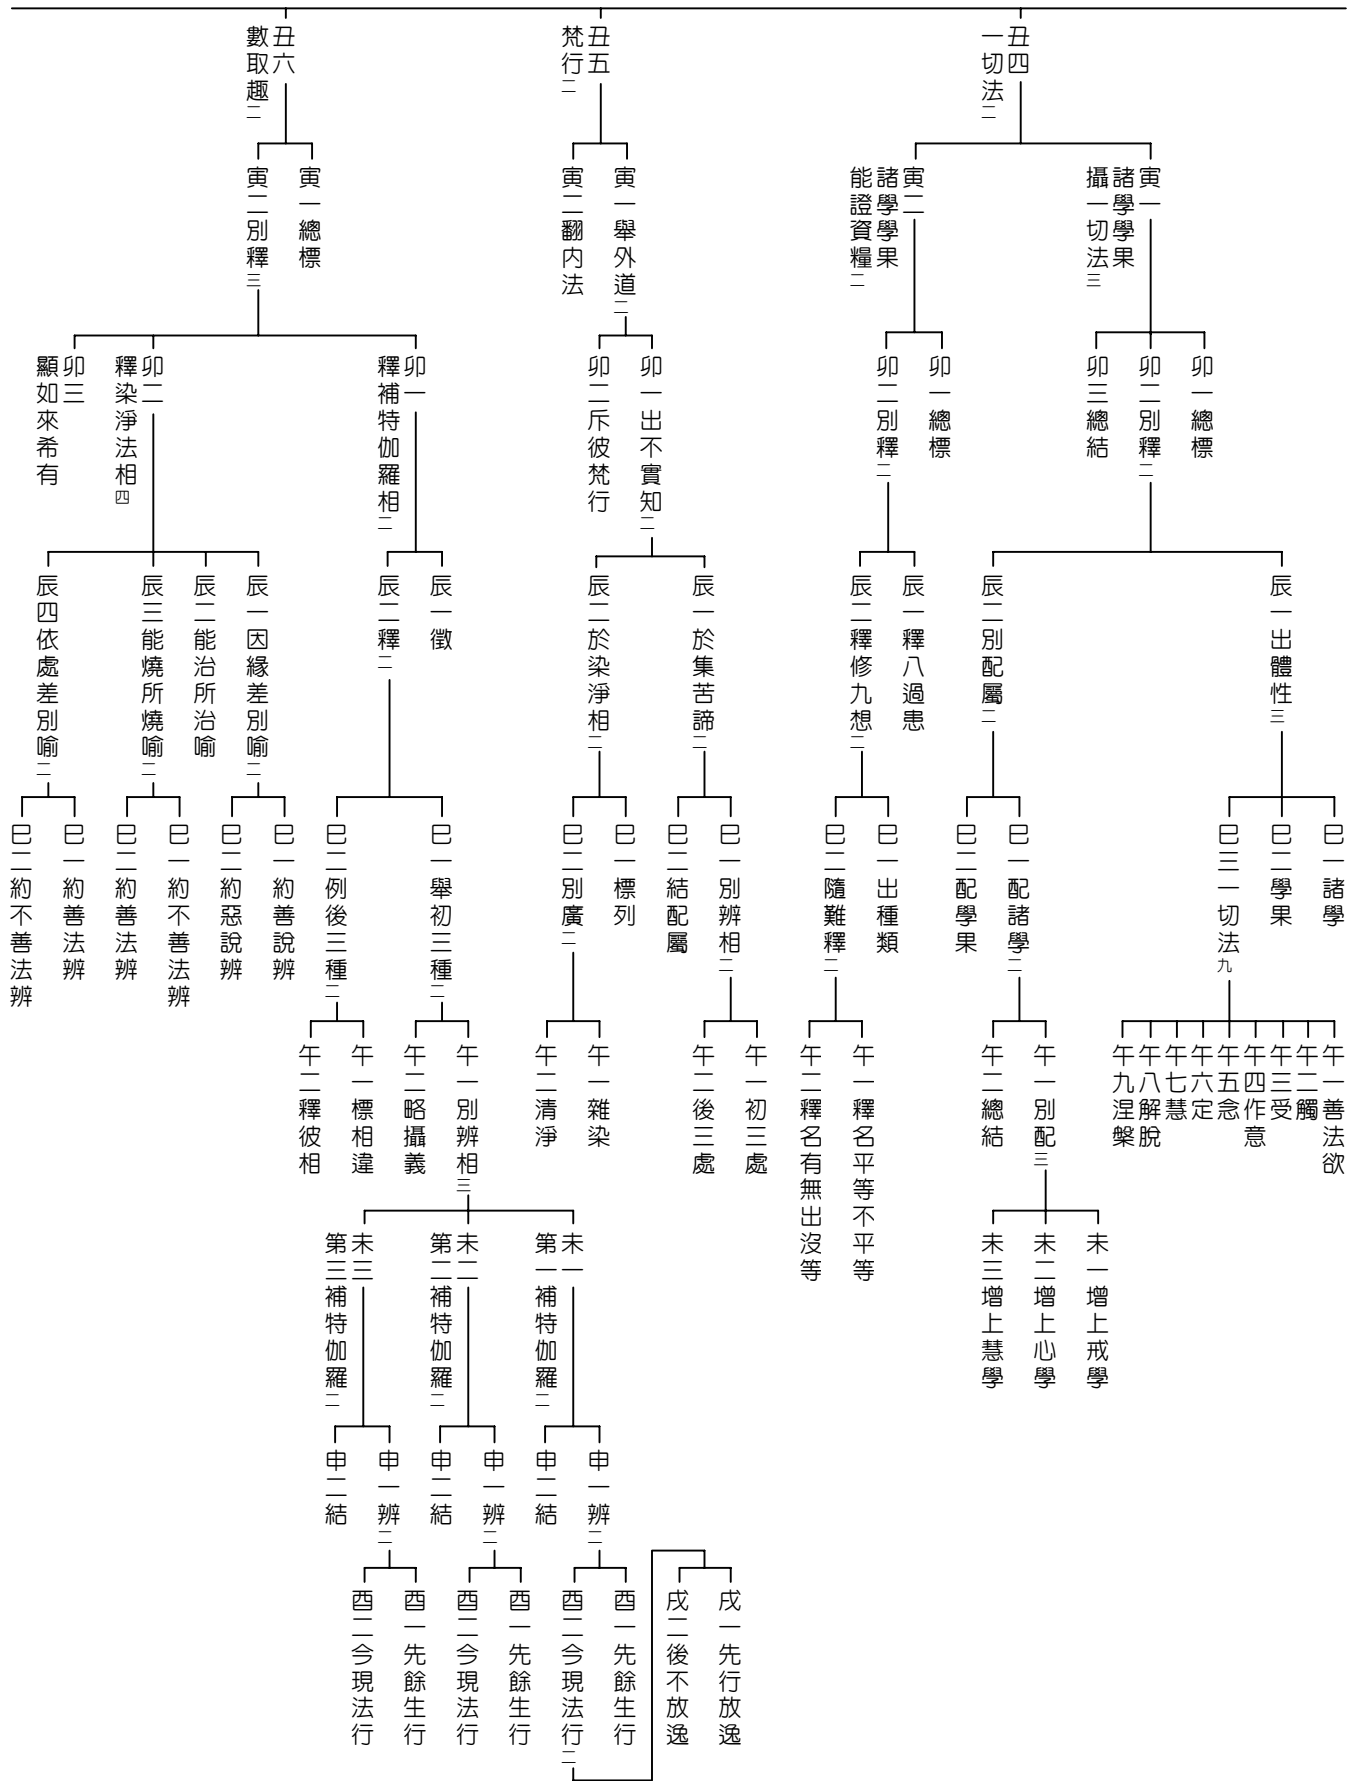 丑四
一切法二
寅一
諸學學果
攝一切法三
卯一總標
卯二別釋二
辰一出體性三
巳一諸學
巳二學果
巳三一切法九
午一善法欲
午二觸
午三受
午四作意
午五念
午六定
午七慧
午八解脫
午九涅槃
辰二別配屬二
巳一配諸學二
午一別配三
未一增上戒學
未二增上心學
未三增上慧學
午二總結
巳二配學果
卯三總結
寅二
諸學學果
能證資糧二
卯一總標
卯二別釋二
辰一釋八過患
辰二釋修九想二
巳一出種類
巳二隨難釋二
午一釋名平等不平等
午二釋名有無出沒等
丑五
梵行二
寅一舉外道二
卯一出不實知二
辰一於集苦諦二
巳一別辨相二
午一初三處
午二後三處
巳二結配屬
辰二於染淨相二
巳一標列
巳二別廣二
午一雜染
午二清淨
卯二斥彼梵行
寅二翻內法
丑六
數取趣二
寅一總標
寅二別釋三
卯一
釋補特伽羅相二
辰一徵
辰二釋二
巳一舉初三種二
午一別辨相三
未一
第一補特伽羅二
申一辨二
酉一先餘生行
酉二今現法行二
戌一先行放逸
戌二後不放逸
申二結
未二
第二補特伽羅二
申一辨二
酉一先餘生行
酉二今現法行
申二結
未三
第三補特伽羅二
申一辨二
酉一先餘生行
酉二今現法行
申二結
午二略攝義
巳二例後三種二
午一標相違
午二釋彼相
卯二
釋染淨法相四
辰一因緣差別喻二
巳一約善說辨
巳二約惡說辨
辰二能治所治喻
辰三能燒所燒喻二
巳一約不善法辨
巳二約善法辨
辰四依處差別喻二
巳一約善法辨
巳二約不善法辨
卯三
顯如來希有